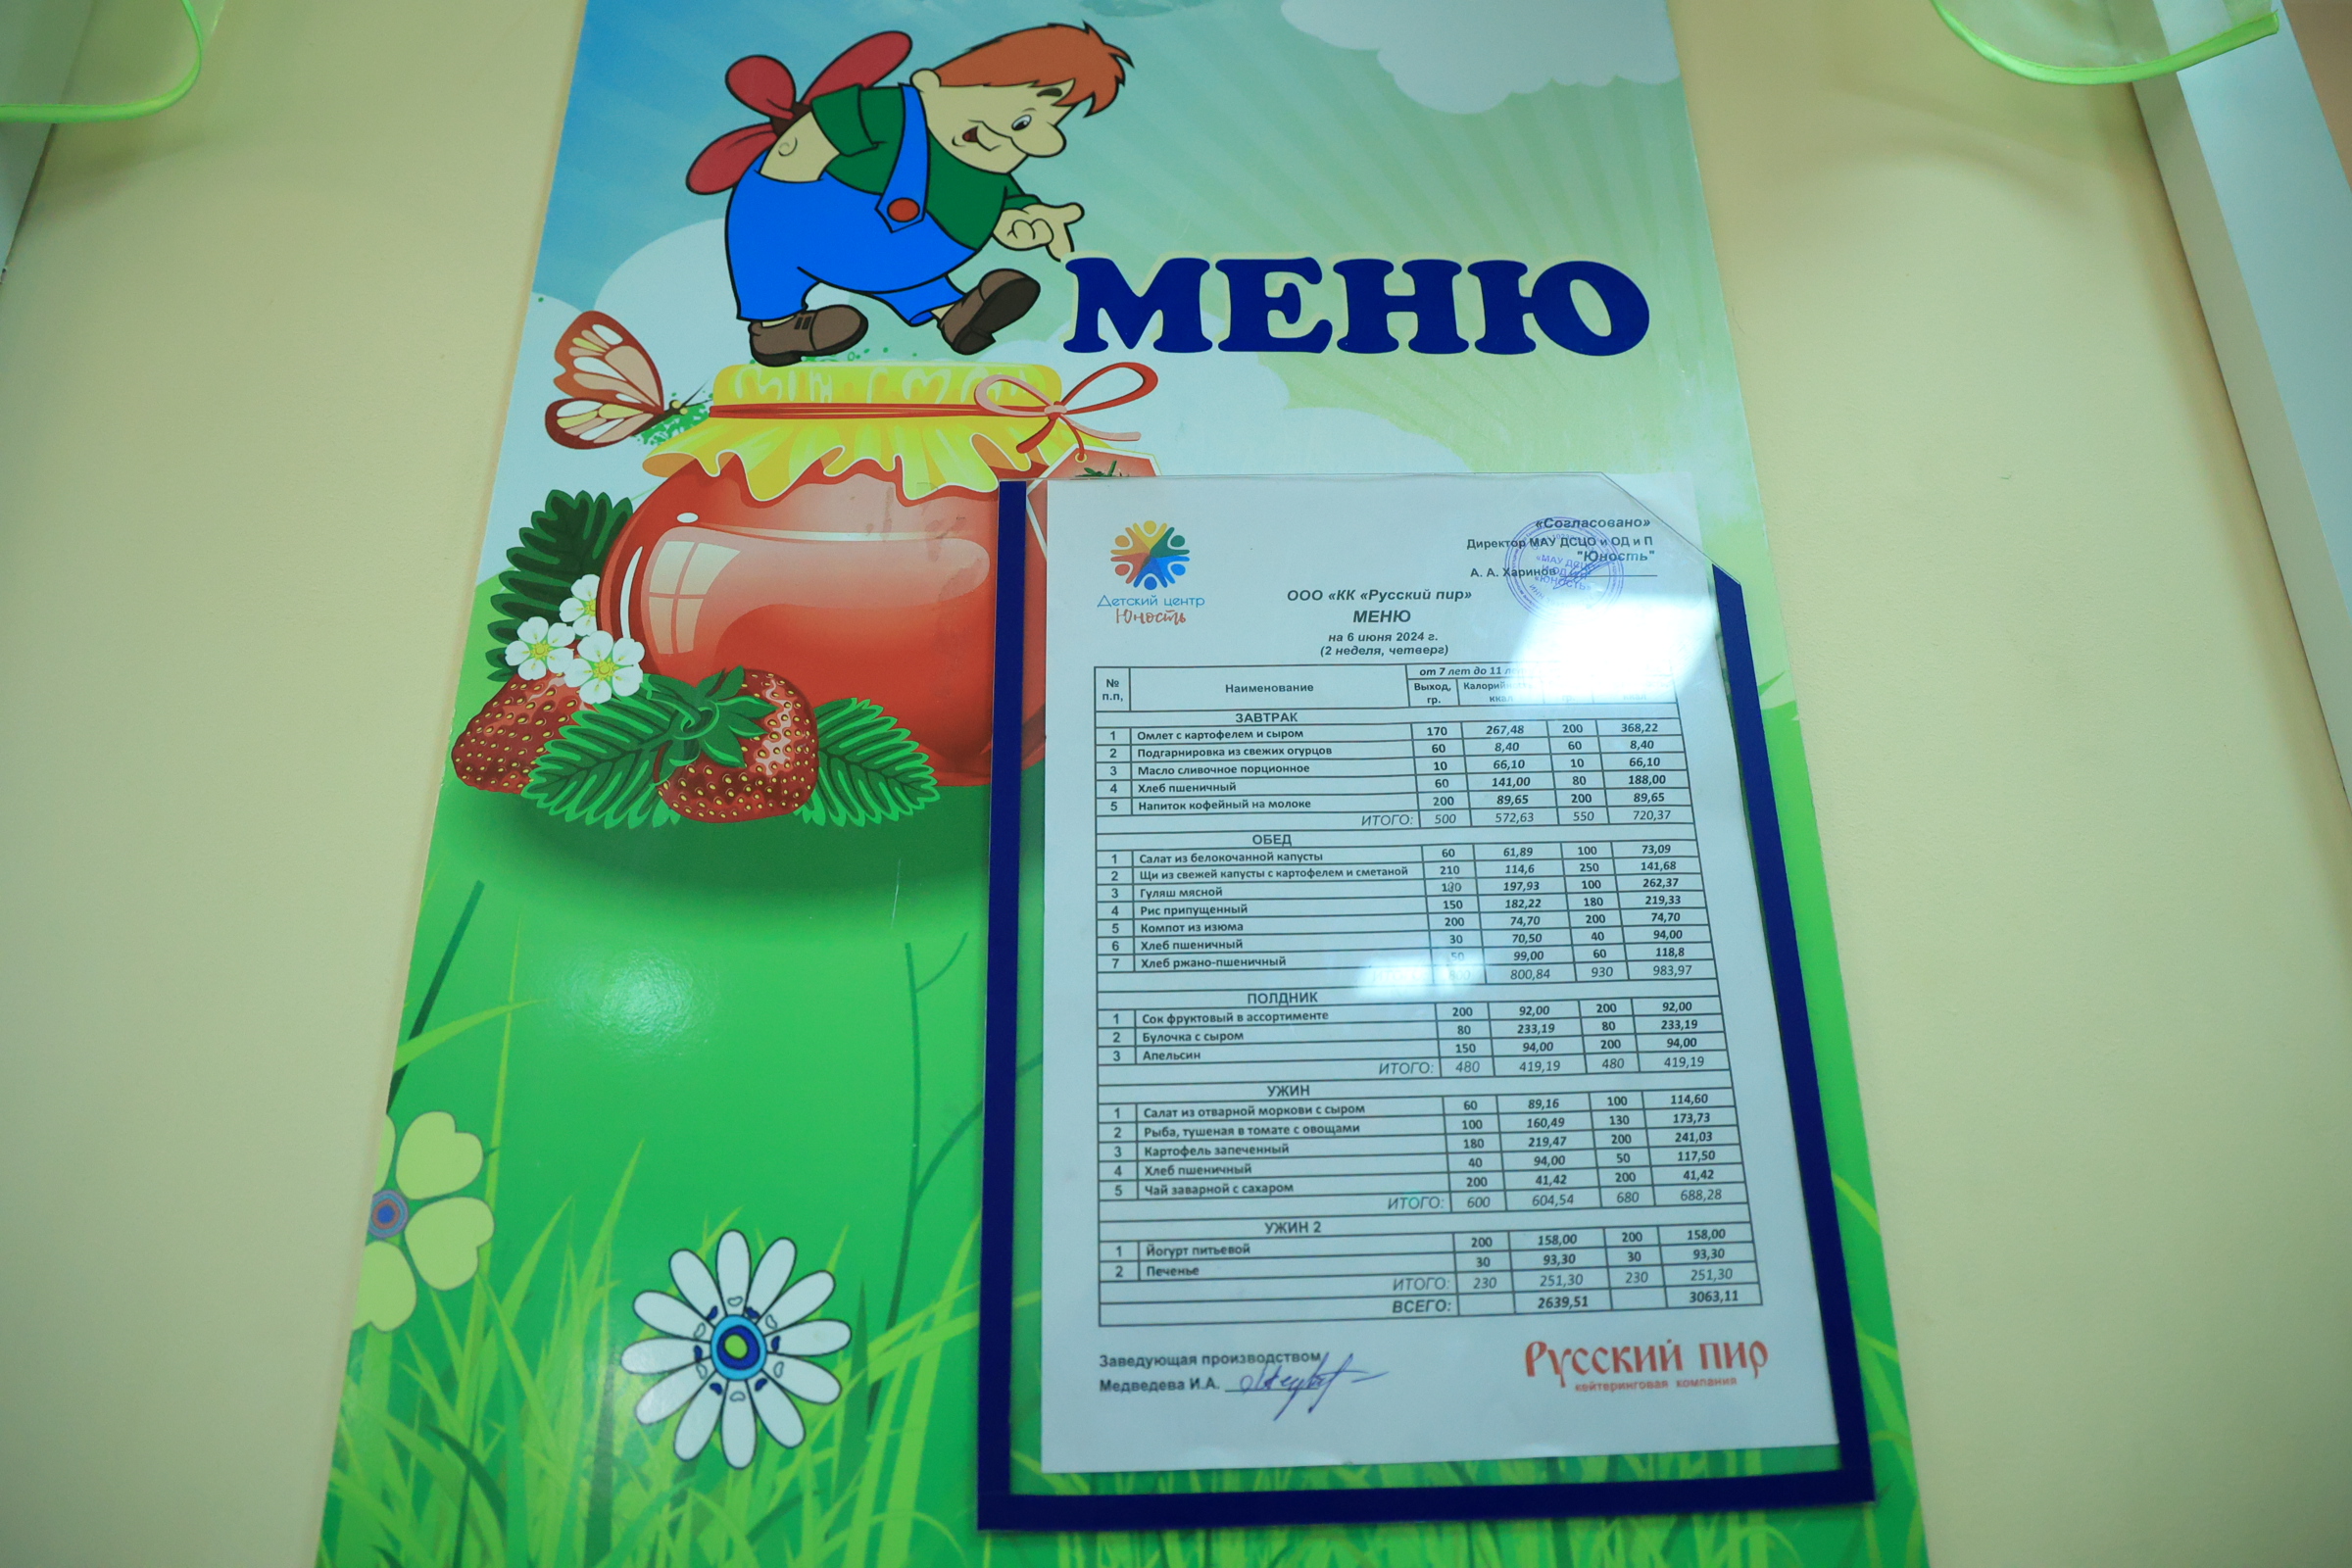 МЕНЮ
Детский центр
Юность
«Согласовано»
Директор МАУ ДСЦО и ОД и П
"Юность"
А. А. Харинов
ООО «КК «Русский пир»
МЕНЮ
на 6 июня 2024 г.
(2 неделя, четверг)
№ п.п, Наименование от 7 лет до 11
Выход, гр. ккал
ЗАВТРАК
1 Омлет с картофелем и сыром 170 267,48 200 368,22
2 Подгарнировка из свежих огурцов 60 8,40 60 8,40
3 Масло сливочное порционное 10 66,10 10 66,10
4 Хлеб пшеничный 60 141,00 80 188,00
5 Напиток кофейный на молоке 200 89,65 200 89,65
ИТОГО: 500 572,63 550 720,37
ОБЕД
1 Салат из белокочанной капусты 60 61,89 100 73,09
2 Щи из свежей капусты с картофелем и сметаной 210 114,6 250 141,68
3 Гуляш мясной 197,93 100 262,37
4 Рис припущенный 150 182,22 180 219,33
5 Компот из изюма 200 74,70 200 74,70
6 Хлеб пшеничный 30 70,50 40 94,00
7 Хлеб ржано-пшеничный 50 99,00 60 118,8
800,84 930 983,97
ПОЛДНИК
1 Сок фруктовый в ассортименте 200 92,00 200 92,00
2 Булочка с сыром 80 233,19 80 233,19
3 Апельсин 150 94,00 200 94,00
ИТОГО: 480 419,19 480 419,19
УЖИН
1 Салат из отварной моркови с сыром 60 89,16 100 114,60
2 Рыба, тушеная в томате с овощами 100 160,49 130 173,73
3 Картофель запеченный 180 219,47 200 241,03
4 Хлеб пшеничный 40 94,00 50 117,50
5 Чай заварной с сахаром 200 41,42 200 41,42
ИТОГО: 600 604,54 680 688,28
УЖИН 2
1 Йогурт питьевой 200 158,00 200 158,00
2 Печенье 30 93,30 30 93,30
ИТОГО: 230 251,30 230 251,30
ВСЕГО: 2639,51 3063,11
Заведующая производством
Медведева И.А.
Русский пир
кейтеринговая компания